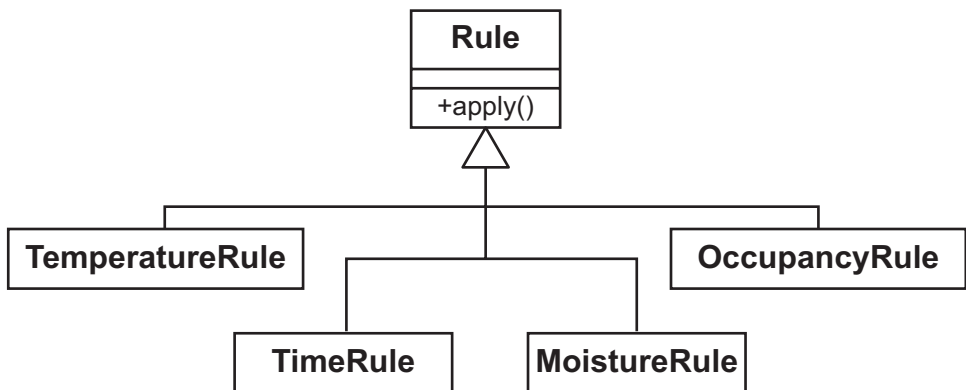 Rule
+apply()
TemperatureRule
OccupancyRule
TimeRule
MoistureRule